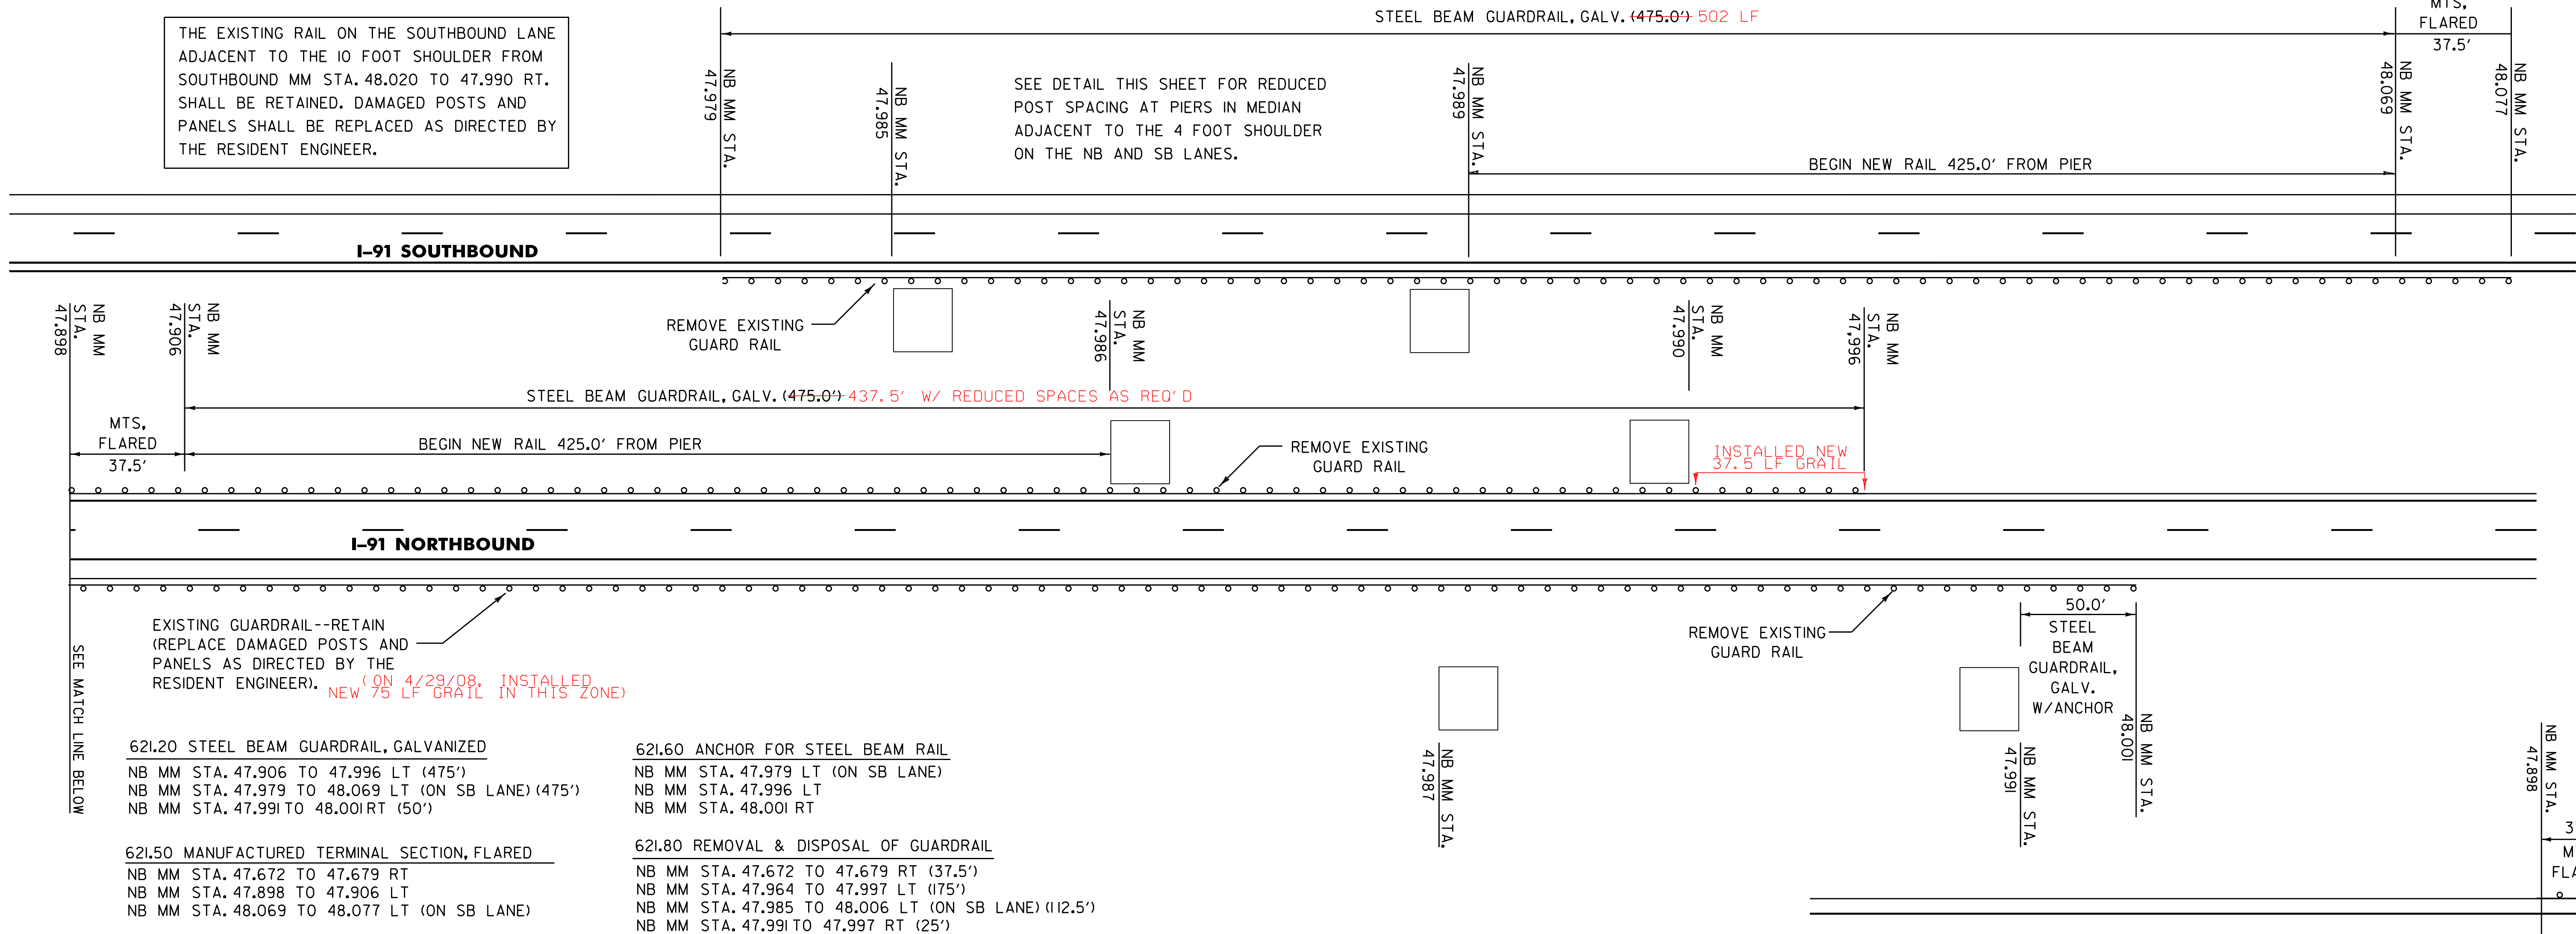 THE EXISTING RAIL ON THE SOUTHBOUND LANE
ADJACENT TO THE 10 FOOT SHOULDER FROM
SOUTHBOUND MM STA. 48.020 TO 47.990 RT.
SHALL BE RETAINED. DAMAGED POSTS AND
PANELS SHALL BE REPLACED AS DIRECTED BY
THE RESIDENT ENGINEER.
STEEL BEAM GUARDRAIL, GALV. (475.0') 502 LF
MTS,
FLARED
37.5'
NB MM STA.
47.979
NB MM STA.
47.985
SEE DETAIL THIS SHEET FOR REDUCED
POST SPACING AT PIERS IN MEDIAN
ADJACENT TO THE 4 FOOT SHOULDER
ON THE NB AND SB LANES.
NB MM STA.
47.989
NB MM STA.
48.069
NB MM STA.
48.077
BEGIN NEW RAIL 425.0' FROM PIER
I-91 SOUTHBOUND
REMOVE EXISTING
GUARD RAIL
NB MM
STA.
47.898
NB MM
STA.
47.906
NB MM
STA.
47.986
NB MM
STA.
47.990
NB MM
STA.
47.996
STEEL BEAM GUARDRAIL, GALV. (475.0') 437.5' W/ REDUCED SPACES AS REQ'D
MTS,
FLARED
37.5'
BEGIN NEW RAIL 425.0' FROM PIER
REMOVE EXISTING
GUARD RAIL
INSTALLED NEW
37.5 LF GRAIL
I-91 NORTHBOUND
EXISTING GUARDRAIL--RETAIN
(REPLACE DAMAGED POSTS AND
PANELS AS DIRECTED BY THE
RESIDENT ENGINEER).
(ON 4/29/08, INSTALLED
NEW 75 LF GRAIL IN THIS ZONE)
SEE MATCH LINE BELOW
REMOVE EXISTING
GUARD RAIL
50.0'
STEEL
BEAM
GUARDRAIL,
GALV.
W/ANCHOR
NB MM STA.
47.987
NB MM STA.
47.991
NB MM STA.
48.001
NB MM STA.
47.898
621.20 STEEL BEAM GUARDRAIL, GALVANIZED
NB MM STA. 47.906 TO 47.996 LT (475')
NB MM STA. 47.979 TO 48.069 LT (ON SB LANE) (475')
NB MM STA. 47.991 TO 48.001 RT (50')
621.50 MANUFACTURED TERMINAL SECTION, FLARED
NB MM STA. 47.672 TO 47.679 RT
NB MM STA. 47.898 TO 47.906 LT
NB MM STA. 48.069 TO 48.077 LT (ON SB LANE)
621.60 ANCHOR FOR STEEL BEAM RAIL
NB MM STA. 47.979 LT (ON SB LANE)
NB MM STA. 47.996 LT
NB MM STA. 48.001 RT
621.80 REMOVAL & DISPOSAL OF GUARDRAIL
NB MM STA. 47.672 TO 47.679 RT (37.5')
NB MM STA. 47.964 TO 47.997 LT (175')
NB MM STA. 47.985 TO 48.006 LT (ON SB LANE) (112.5')
NB MM STA. 47.991 TO 47.997 RT (25')